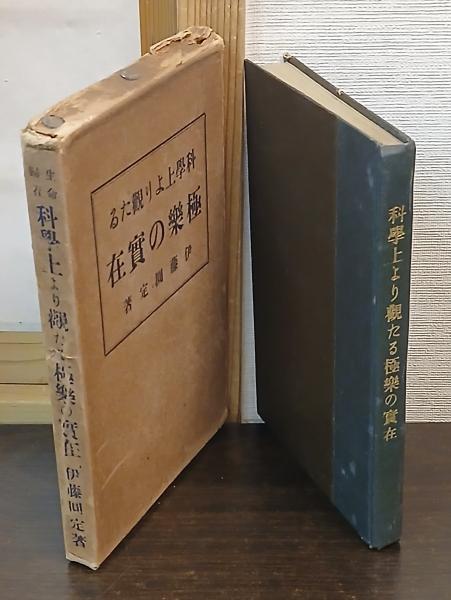 生命
帰在
科學上より觀たる極樂の實在 伊藤圓定著
科學上より觀たる
極樂の實在
伊藤圓定著
科學上より觀たる極樂の實在